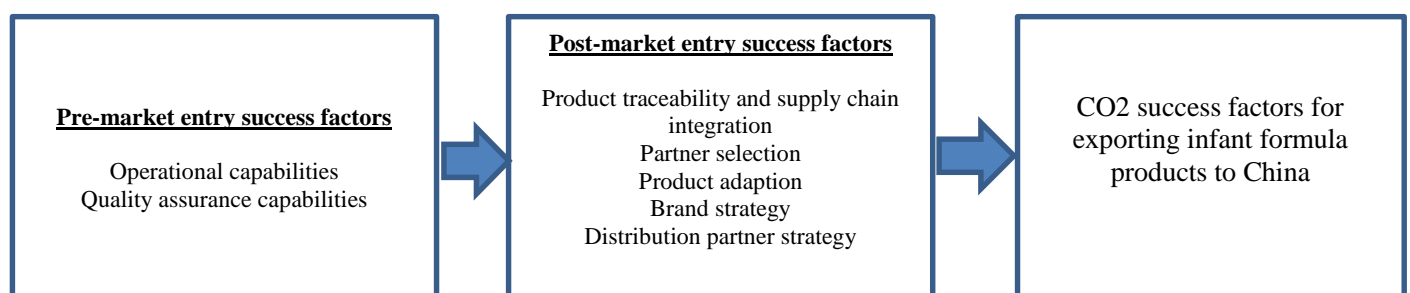 Pre-market entry success factors
Operational capabilities
Quality assurance capabilities
Post-market entry success factors
Product traceability and supply chain
integration
Partner selection
Product adaption
Brand strategy
Distribution partner strategy
CO2 success factors for
exporting infant formula
products to China